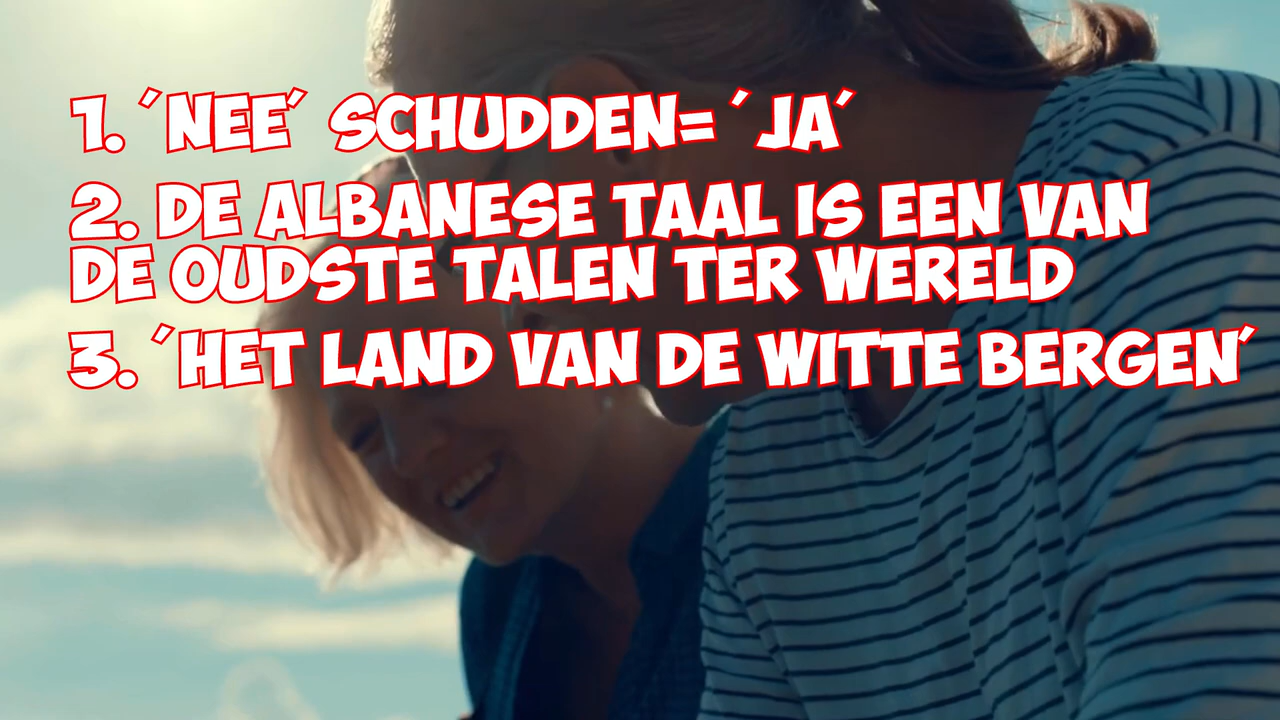 1. ´NEE´ SCHUDDEN= ´JA´
2. DE ALBANESE TAAL IS EEN VAN
DE OUDSTE TALEN TER WERELD
3. ´HET LAND VAN DE WITTE BERGEN´